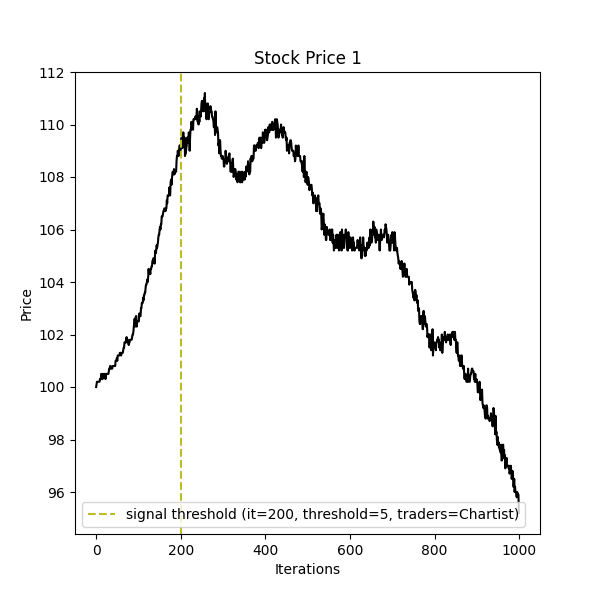 Stock Price 1
112
110
108
106
104
102
100
98
96
Price
signal threshold (it=200, threshold=5, traders=Chartist)
0 200 400 600 800 1000
Iterations